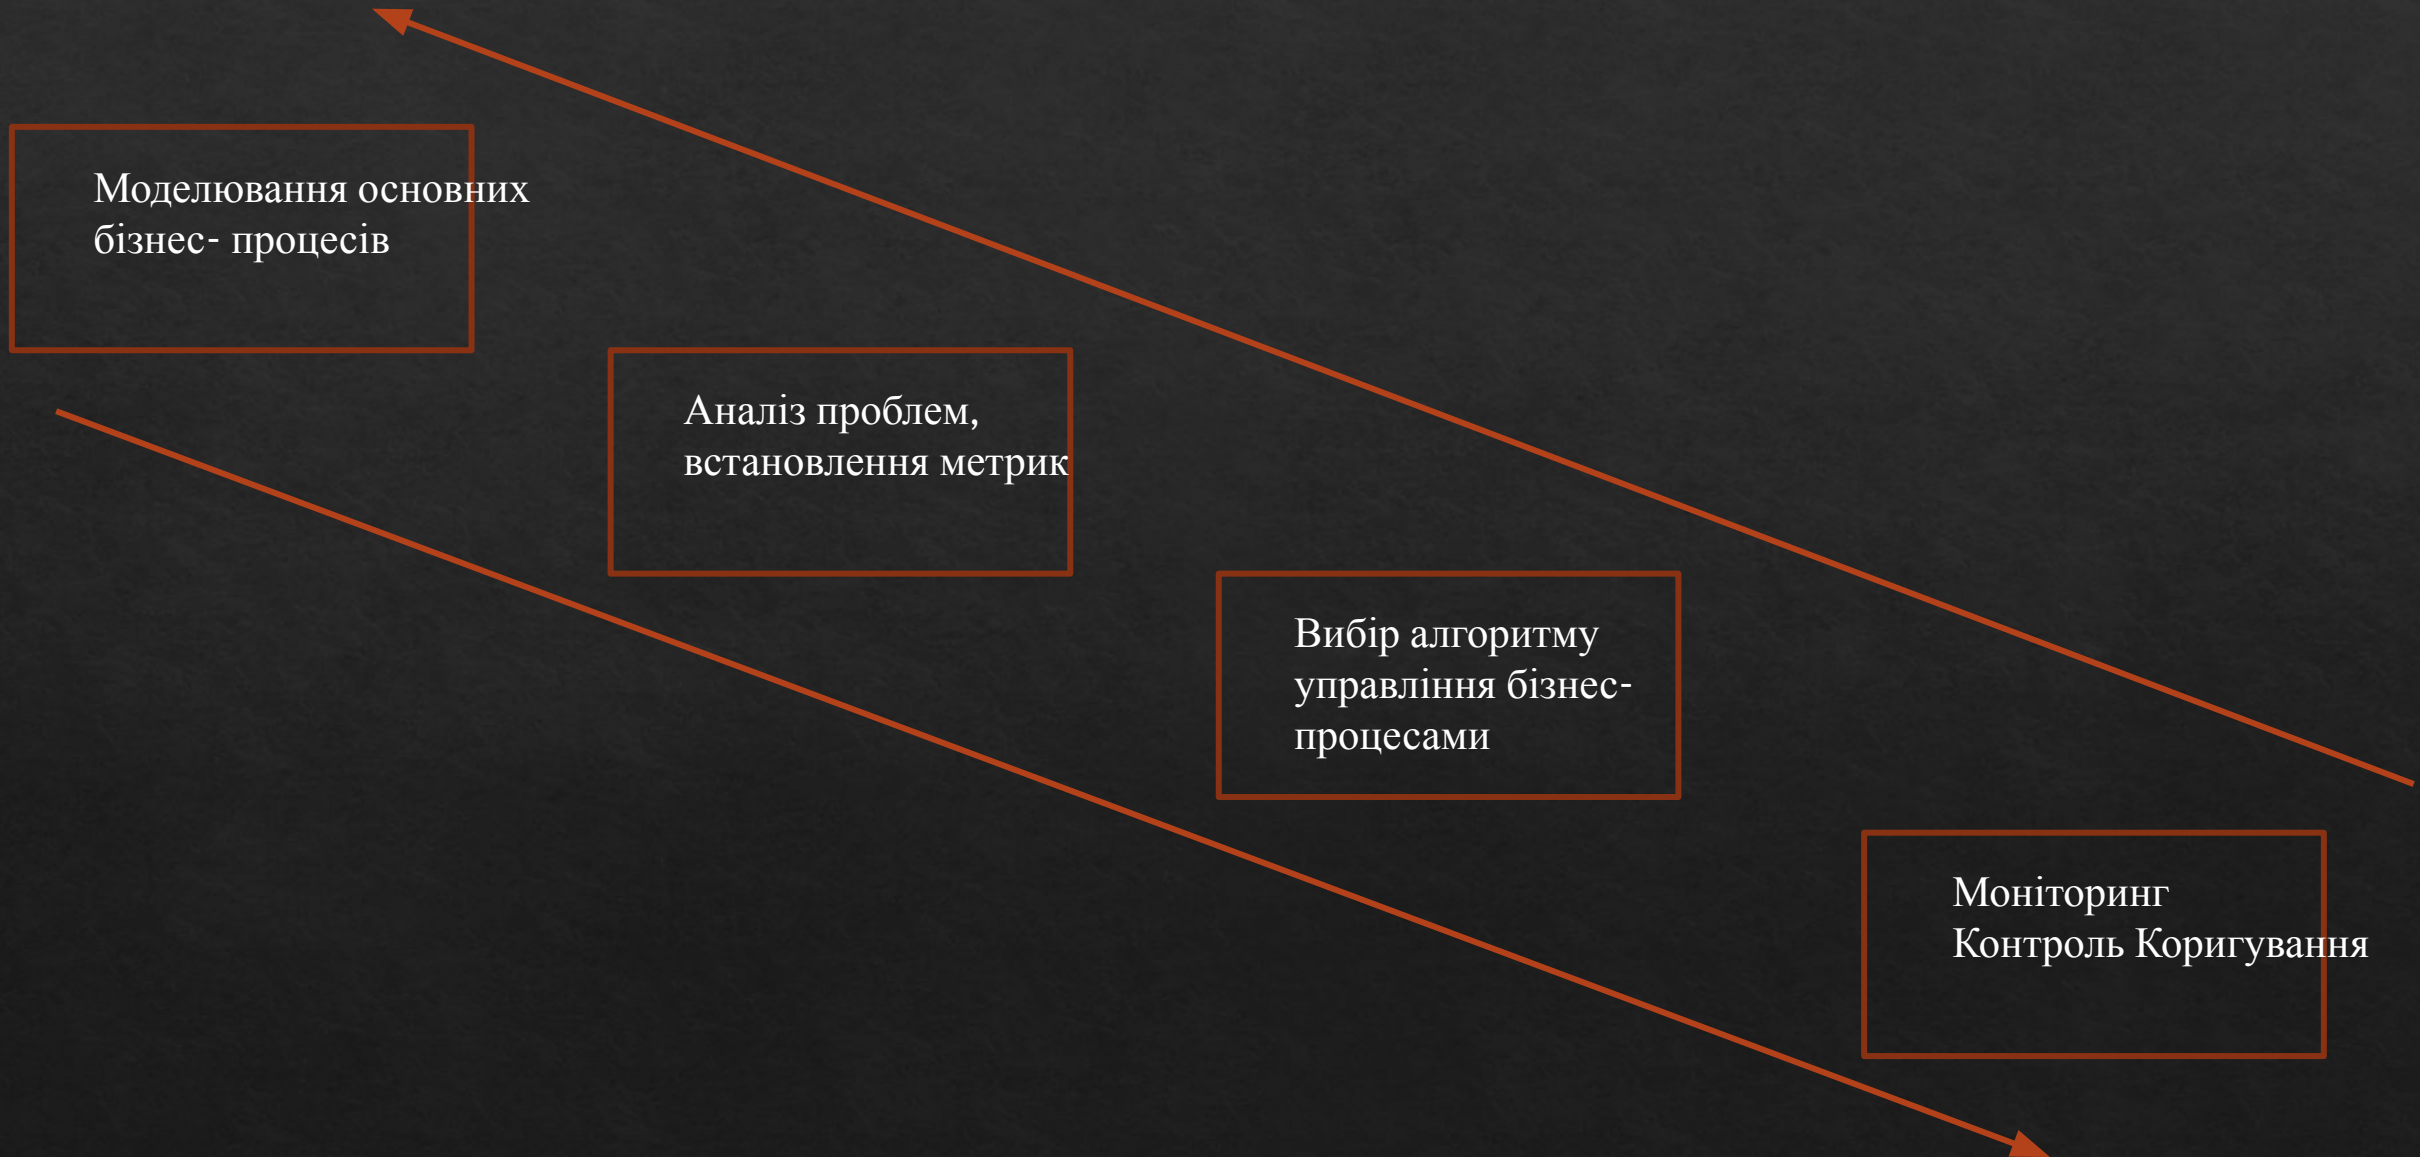 Моделювання основних
бізнес- процесів
Аналіз проблем,
встановлення метрик
Вибір алгоритму
управління бізнес-
процесами
Моніторинг
Контроль Коригування